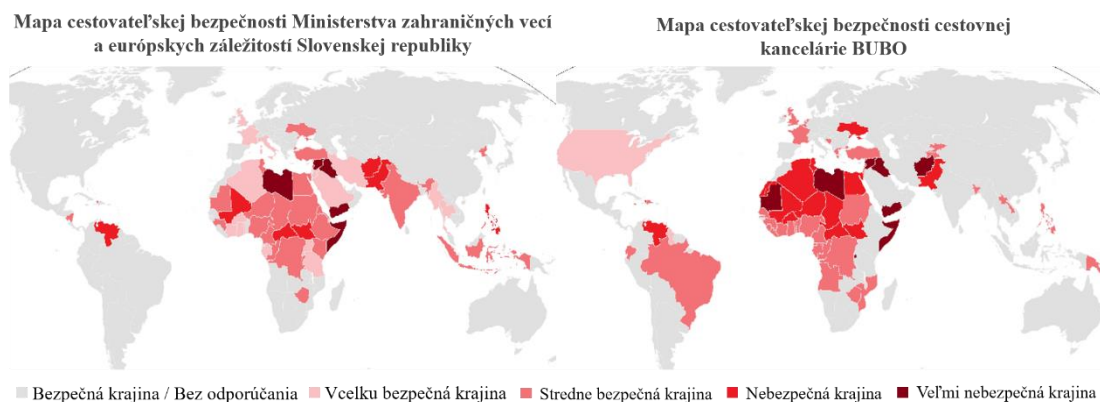 Mapa cestovateľskej bezpečnosti Ministerstva zahraničných vecí
a európskych záležitostí Slovenskej republiky
Mapa cestovateľskej bezpečnosti cestovnej
kancelárie BUBO
Bezpečná krajina / Bez odporúčania Vcelku bezpečná krajina Stredne bezpečná krajina Nebezpečná krajina Veľmi nebezpečná krajina